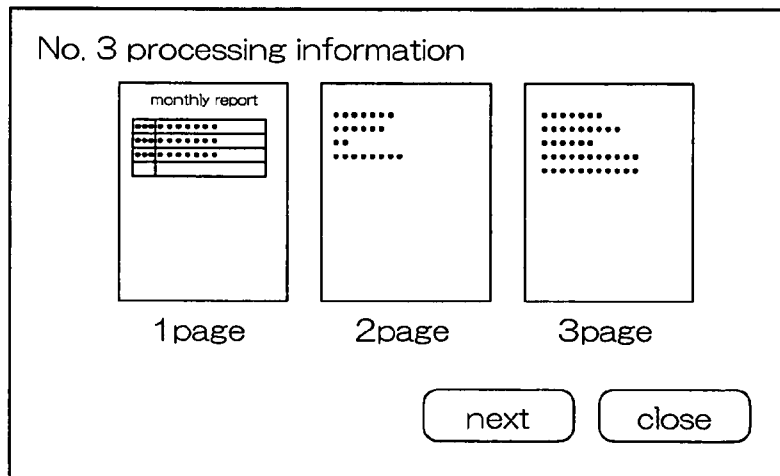 No. 3 processing information
monthly report
1page
2page
3page
next
close